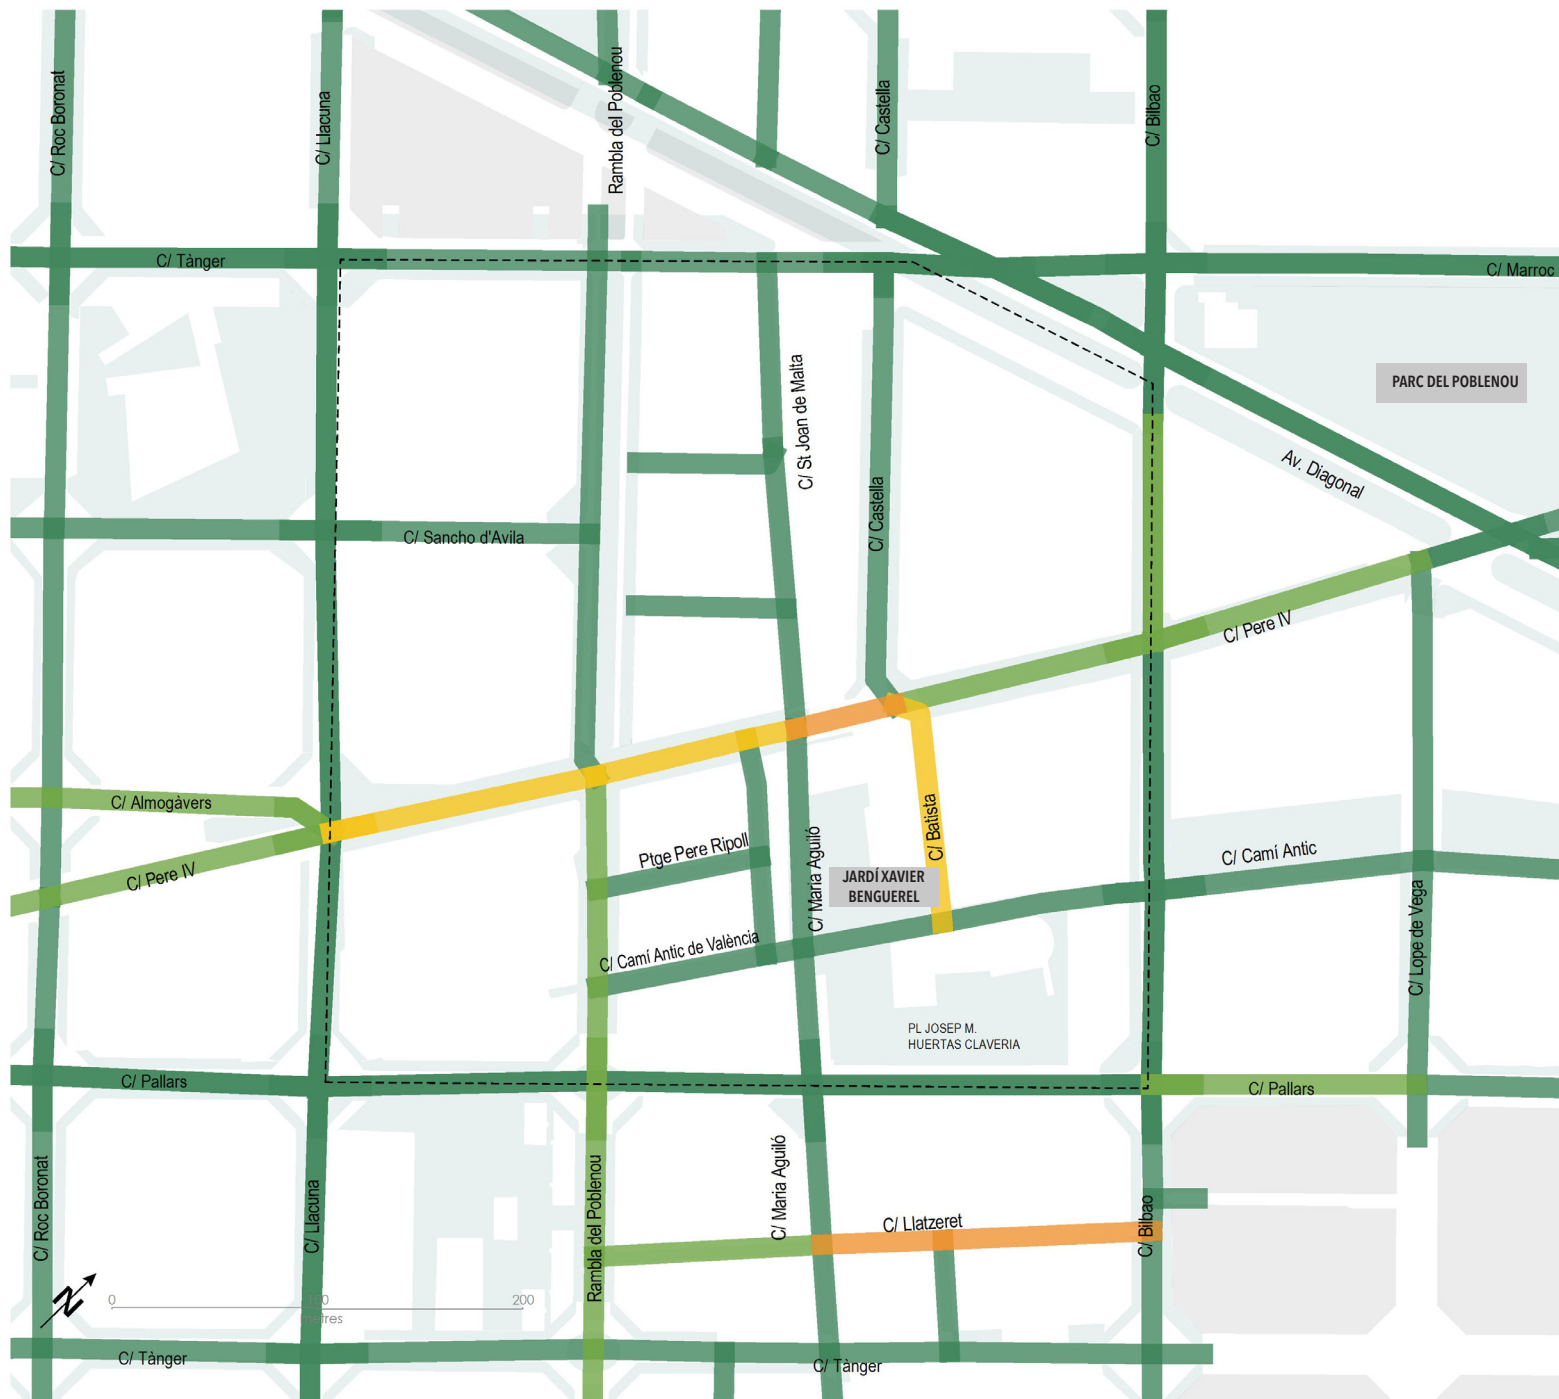 C/ Roc Boronat
C/ Llacuna
Rambla del Poblenou
C/ Castella
C/ Bilbao
C/ Tànger
C/ Marroc
PARC DEL POBLENOU
C/ St Joan de Malta
Av. Diagonal
C/ Castella
C/ Sancho d'Avila
C/ Pere IV
C/ Almogàvers
C/ Pere IV
Ptge Pere Ripoll
C/ Maria Aguiló
C/ Batista
C/ Camí Antic
JARDÍ XAVIER
BENGUEREL
C/ Camí Antic de València
C/ Lope de Vega
PL JOSEP M.
HUERTAS CLAVERIA
C/ Pallars
C/ Pallars
C/ Roc Boronat
C/ Llacuna
Rambla del Poblenou
C/ Maria Aguiló
C/ Llatzeret
C/ Bilbao
N
0 100 200
metres
C/ Tànger
C/ Tànger